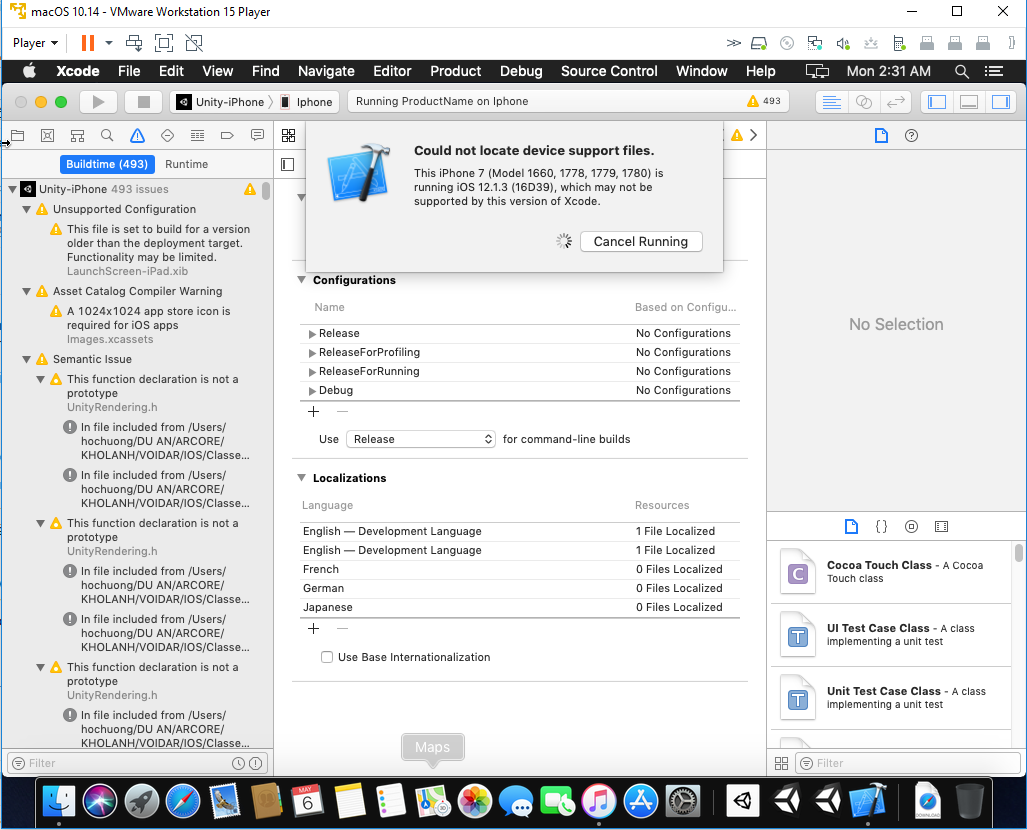 macOS 10.14 - VMware Workstation 15 Player
Player
Xcode File Edit View Find Navigate Editor Product Debug Source Control Window Help Mon 2:31 AM
Unity-iPhone Iphone Running ProductName on Iphone 493
Buildtime (493) Runtime
Unity-iPhone 493 issues
Unsupported Configuration
This file is set to build for a version
older than the deployment target.
Functionality may be limited.
LaunchScreen-iPad.xib
Asset Catalog Compiler Warning
A 1024x1024 app store icon is
required for iOS apps
Images.xcassets
Semantic Issue
This function declaration is not a
prototype
UnityRendering.h
In file included from /Users/
hochuong/DU AN/ARCORE/
KHOLANH/VOIDAR/IOS/Classe...
In file included from /Users/
hochuong/DU AN/ARCORE/
KHOLANH/VOIDAR/IOS/Classe...
This function declaration is not a
prototype
UnityRendering.h
In file included from /Users/
hochuong/DU AN/ARCORE/
KHOLANH/VOIDAR/IOS/Classe...
In file included from /Users/
hochuong/DU AN/ARCORE/
KHOLANH/VOIDAR/IOS/Classe...
This function declaration is not a
prototype
UnityRendering.h
In file included from /Users/
hochuong/DU AN/ARCORE/
KHOLANH/VOIDAR/IOS/Classe...
Filter
Could not locate device support files.
This iPhone 7 (Model 1660, 1778, 1779, 1780) is
running iOS 12.1.3 (16D39), which may not be
supported by this version of Xcode.
Cancel Running
Configurations
Name Based on Configu...
Release No Configurations
ReleaseForProfiling No Configurations
ReleaseForRunning No Configurations
Debug No Configurations
Use Release for command-line builds
Localizations
Language Resources
English — Development Language 1 File Localized
English — Development Language 1 File Localized
French 0 Files Localized
German 0 Files Localized
Japanese 0 Files Localized
Use Base Internationalization
No Selection
Cocoa Touch Class - A Cocoa
Touch class
UI Test Case Class - A class
implementing a unit test
Unit Test Case Class - A class
implementing a unit test
Filter
Maps
MAY
6
DOWNLOAD